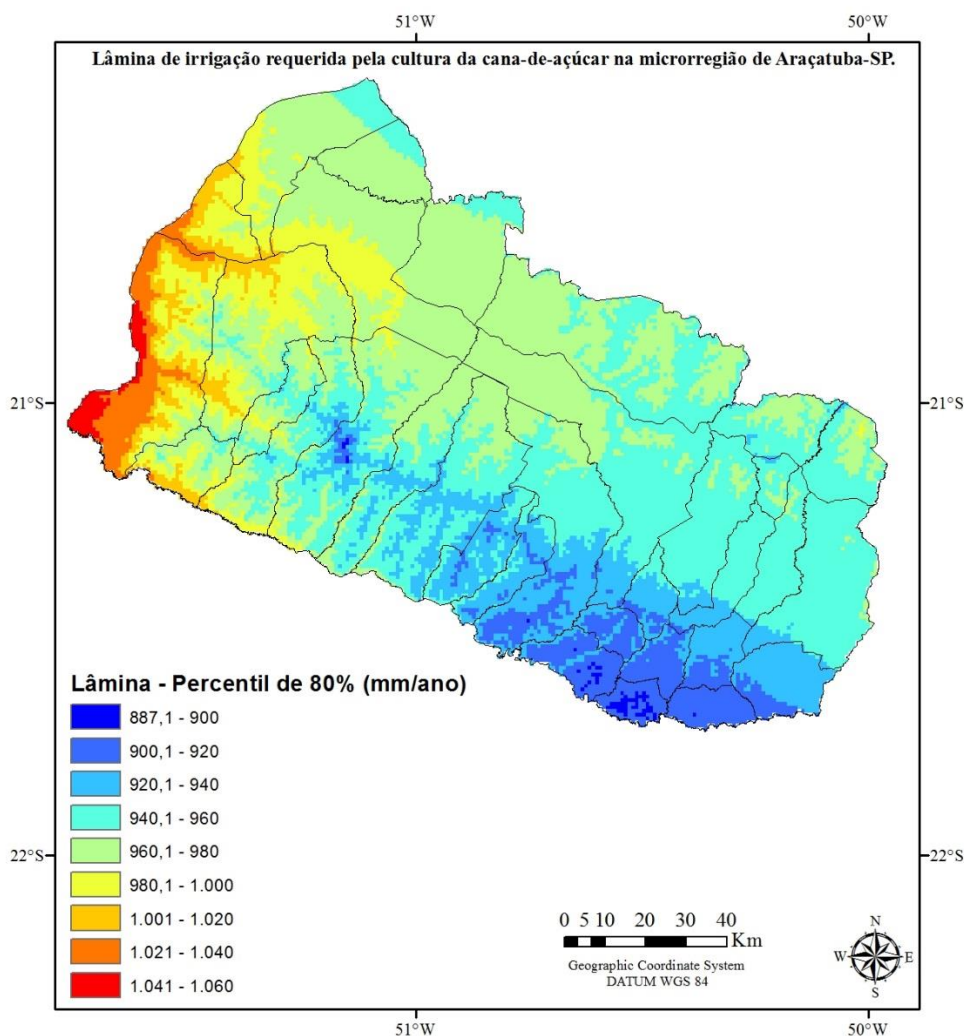 51°W 50°W
Lâmina de irrigação requerida pela cultura da cana-de-açúcar na microrregião de Araçatuba-SP.
21°S 21°S
Lâmina - Percentil de 80% (mm/ano)
887,1 - 900
900,1 - 920
920,1 - 940
940,1 - 960
960,1 - 980
980,1 - 1.000
1.001 - 1.020
1.021 - 1.040
1.041 - 1.060
22°S 22°S
0 5 10 20 30 40
Km
Geographic Coordinate System
DATUM WGS 84
N
W E
S
51°W 50°W